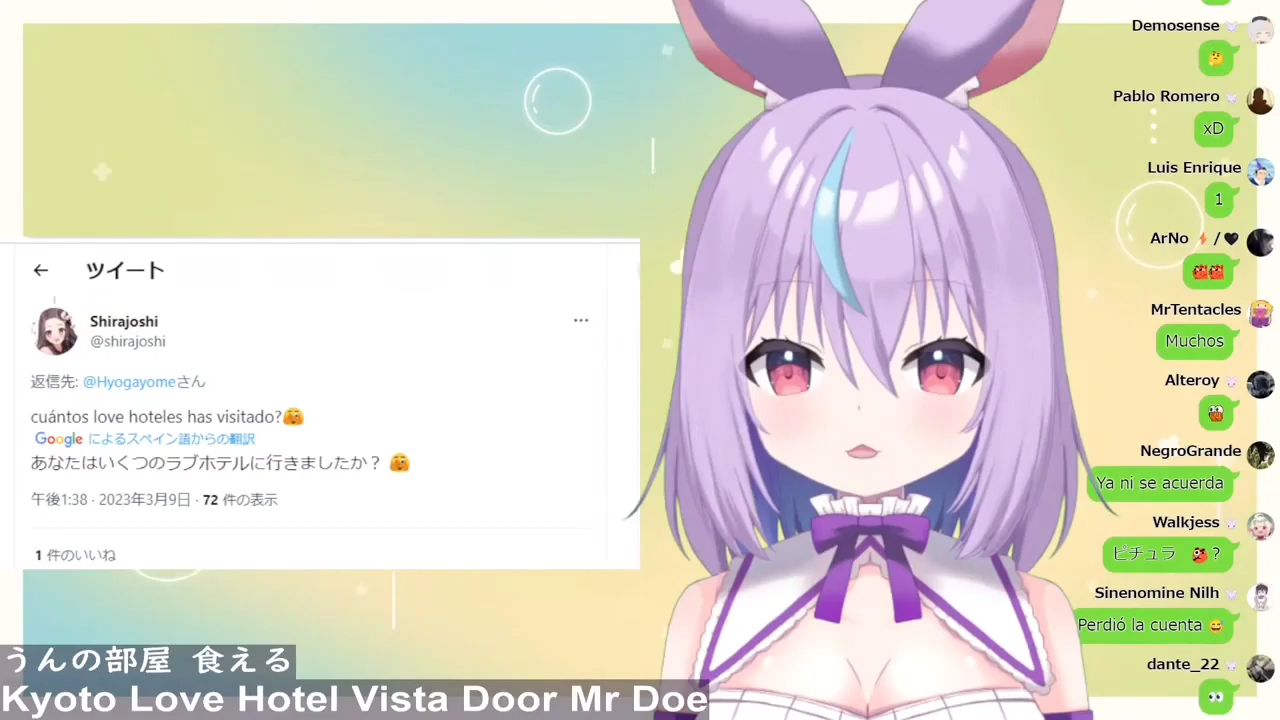 ツイート
Shirajoshi
@shirajoshi
返信先: @Hyogayomeさん
cuántos love hoteles has visitado?🤗
Google によるスペイン語からの翻訳
あなたはいくつのラブホテルに行きましたか? 🤗
午後1:38 · 2023年3月9日 · 72 件の表示
1 件のいいね
うんの部屋 食える
Kyoto Love Hotel Vista Door Mr Doe
Demosense
🤔
Pablo Romero
xD
Luis Enrique
1
ArNo ⚡/🖤
MrTentacles
Muchos
Alteroy
NegroGrande
Ya ni se acuerda
Walkjess
ピチュラ ?
Sinenomine Nilh
Perdió la cuenta 😅
dante_22
👀